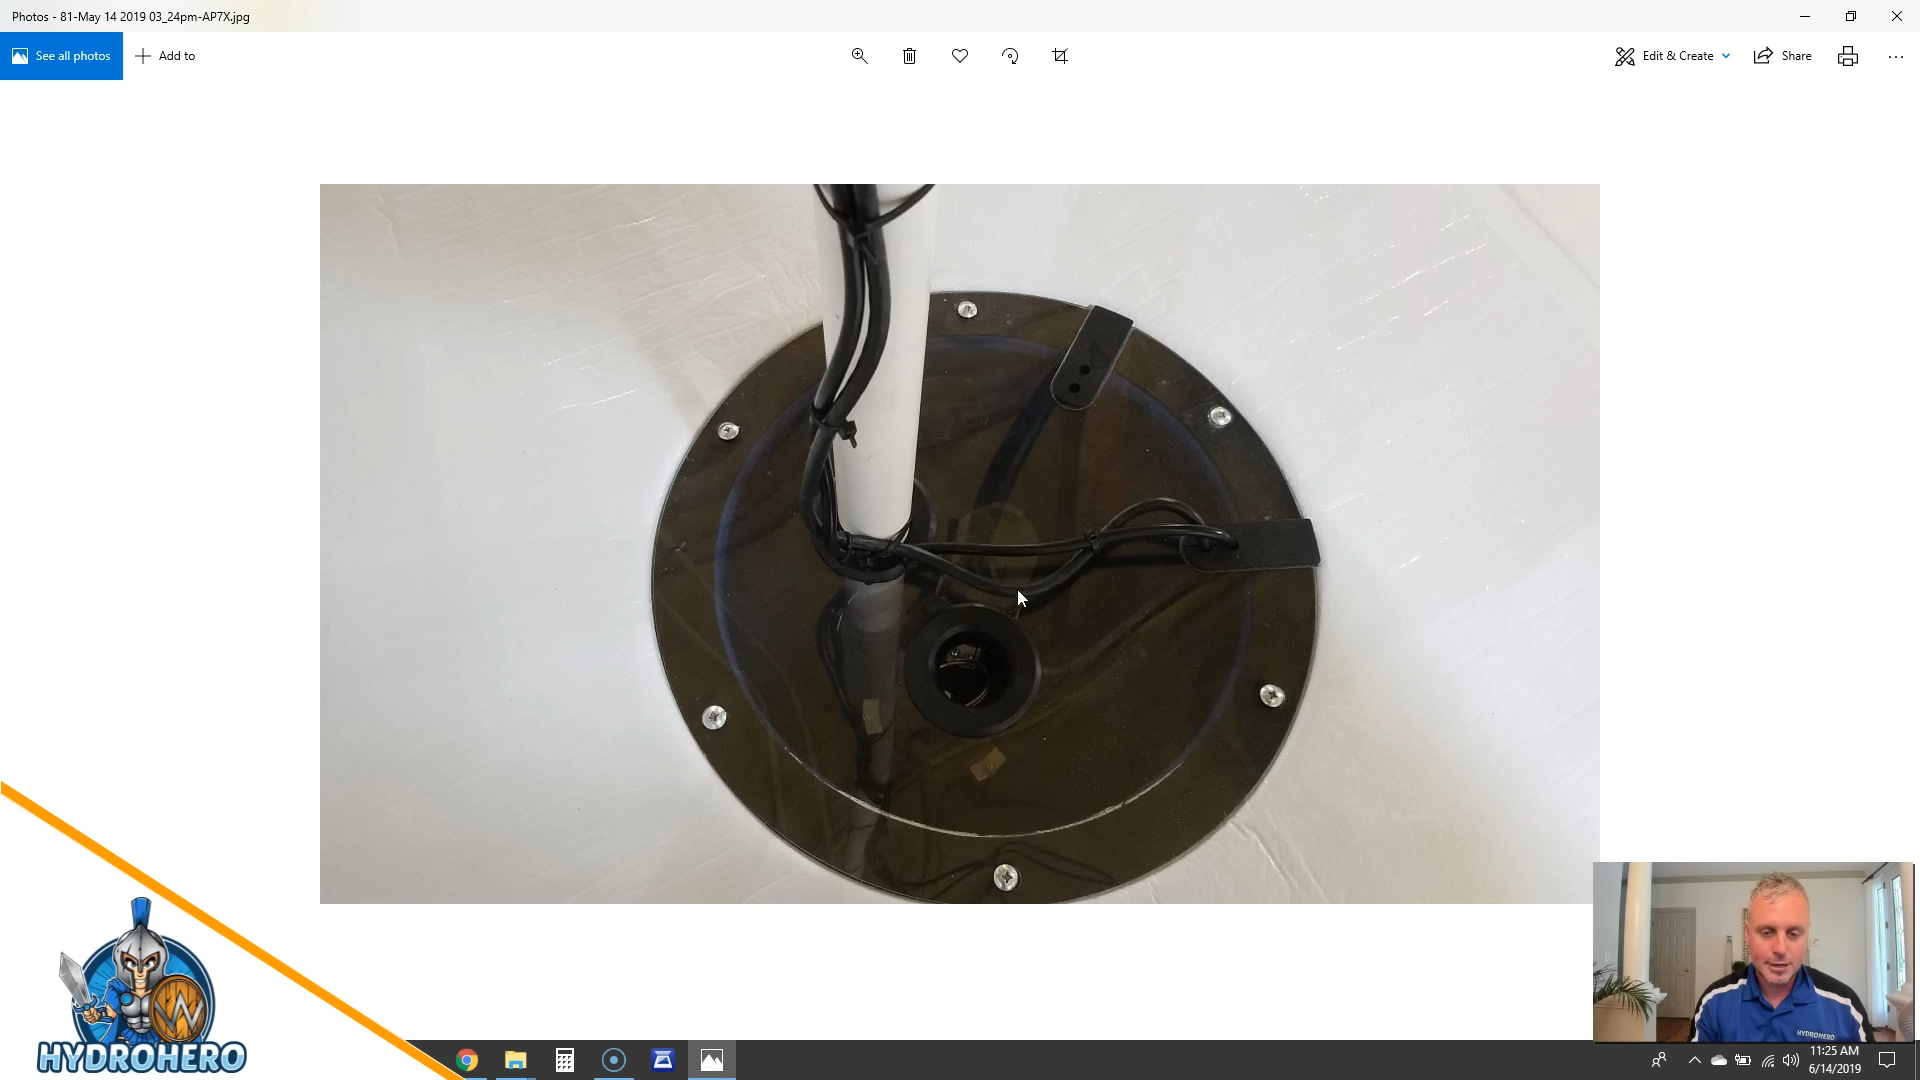 Photos - 81-May 14 2019 03_24pm-AP7X.jpg
See all photos
Add to
Edit & Create
Share
HYDROHERO
HYDROHERO
11:25 AM
6/14/2019